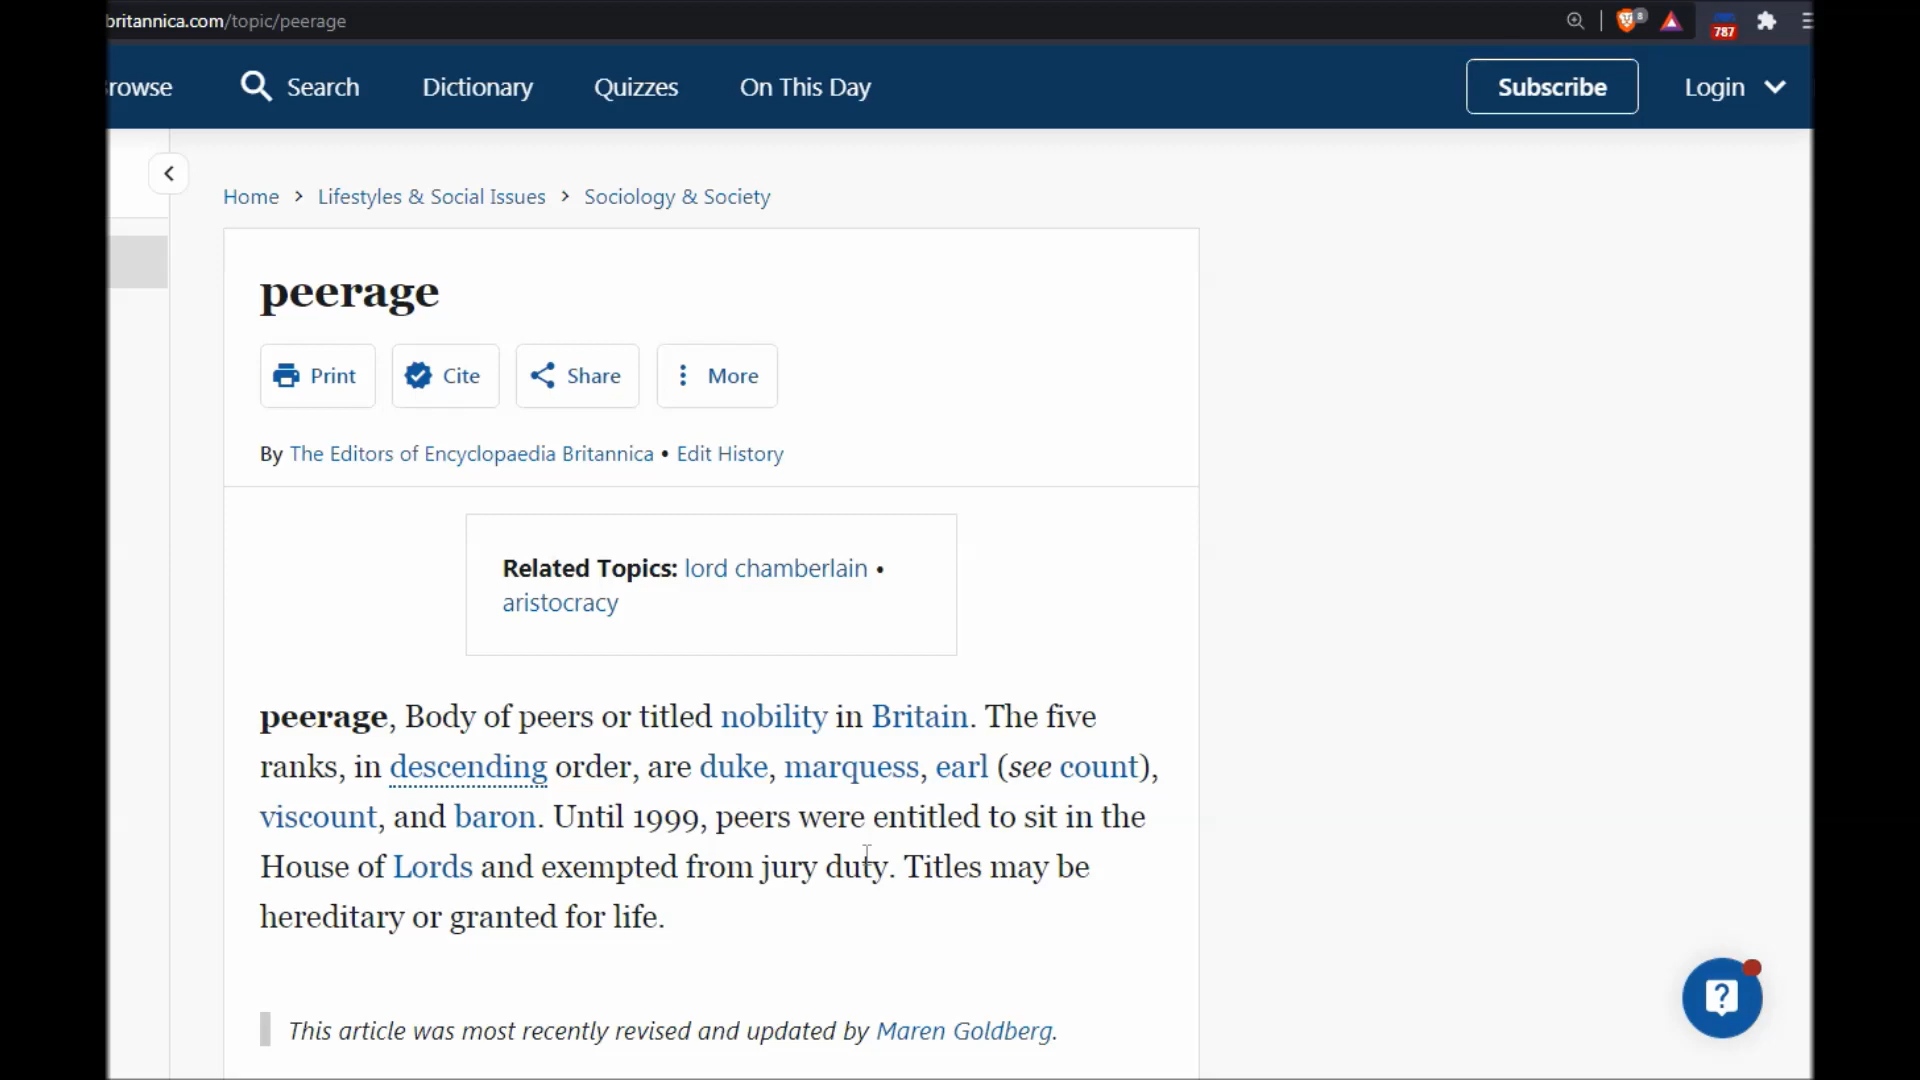 britannica.com/topic/peerage
8
787
rowse Search Dictionary Quizzes On This Day Subscribe Login
Home > Lifestyles & Social Issues > Sociology & Society
peerage
Print Cite Share More
By The Editors of Encyclopaedia Britannica • Edit History
Related Topics: lord chamberlain •
aristocracy
peerage, Body of peers or titled nobility in Britain. The five
ranks, in descending order, are duke, marquess, earl (see count),
viscount, and baron. Until 1999, peers were entitled to sit in the
House of Lords and exempted from jury duty. Titles may be
hereditary or granted for life.
?
This article was most recently revised and updated by Maren Goldberg.